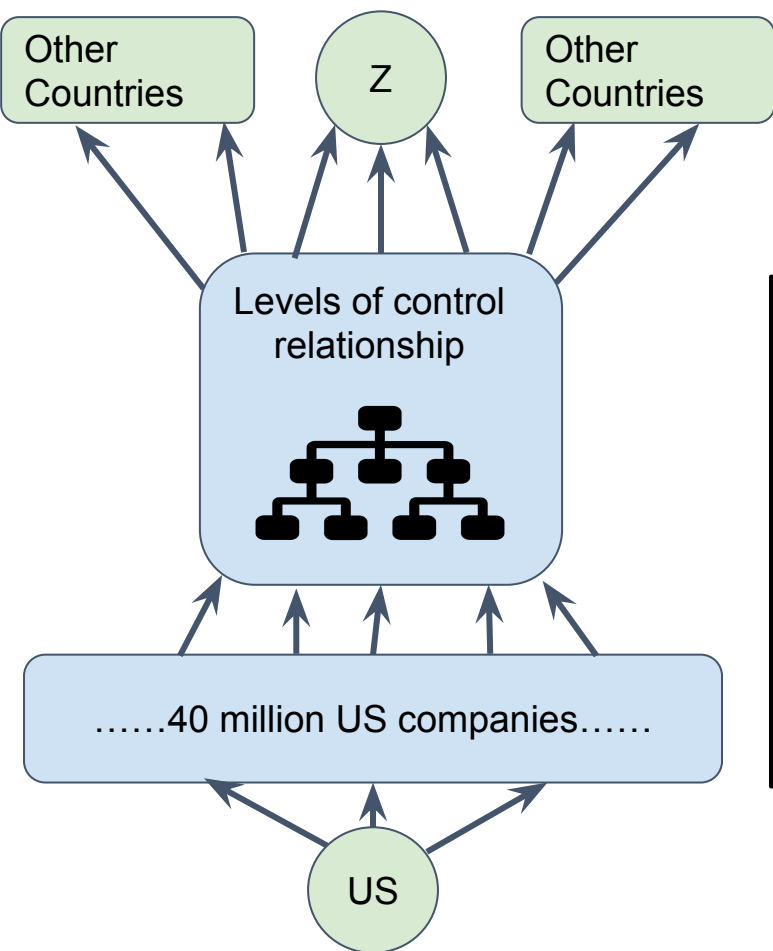 Other
Countries
Z
Other
Countries
Levels of control
relationship
……40 million US companies……
US